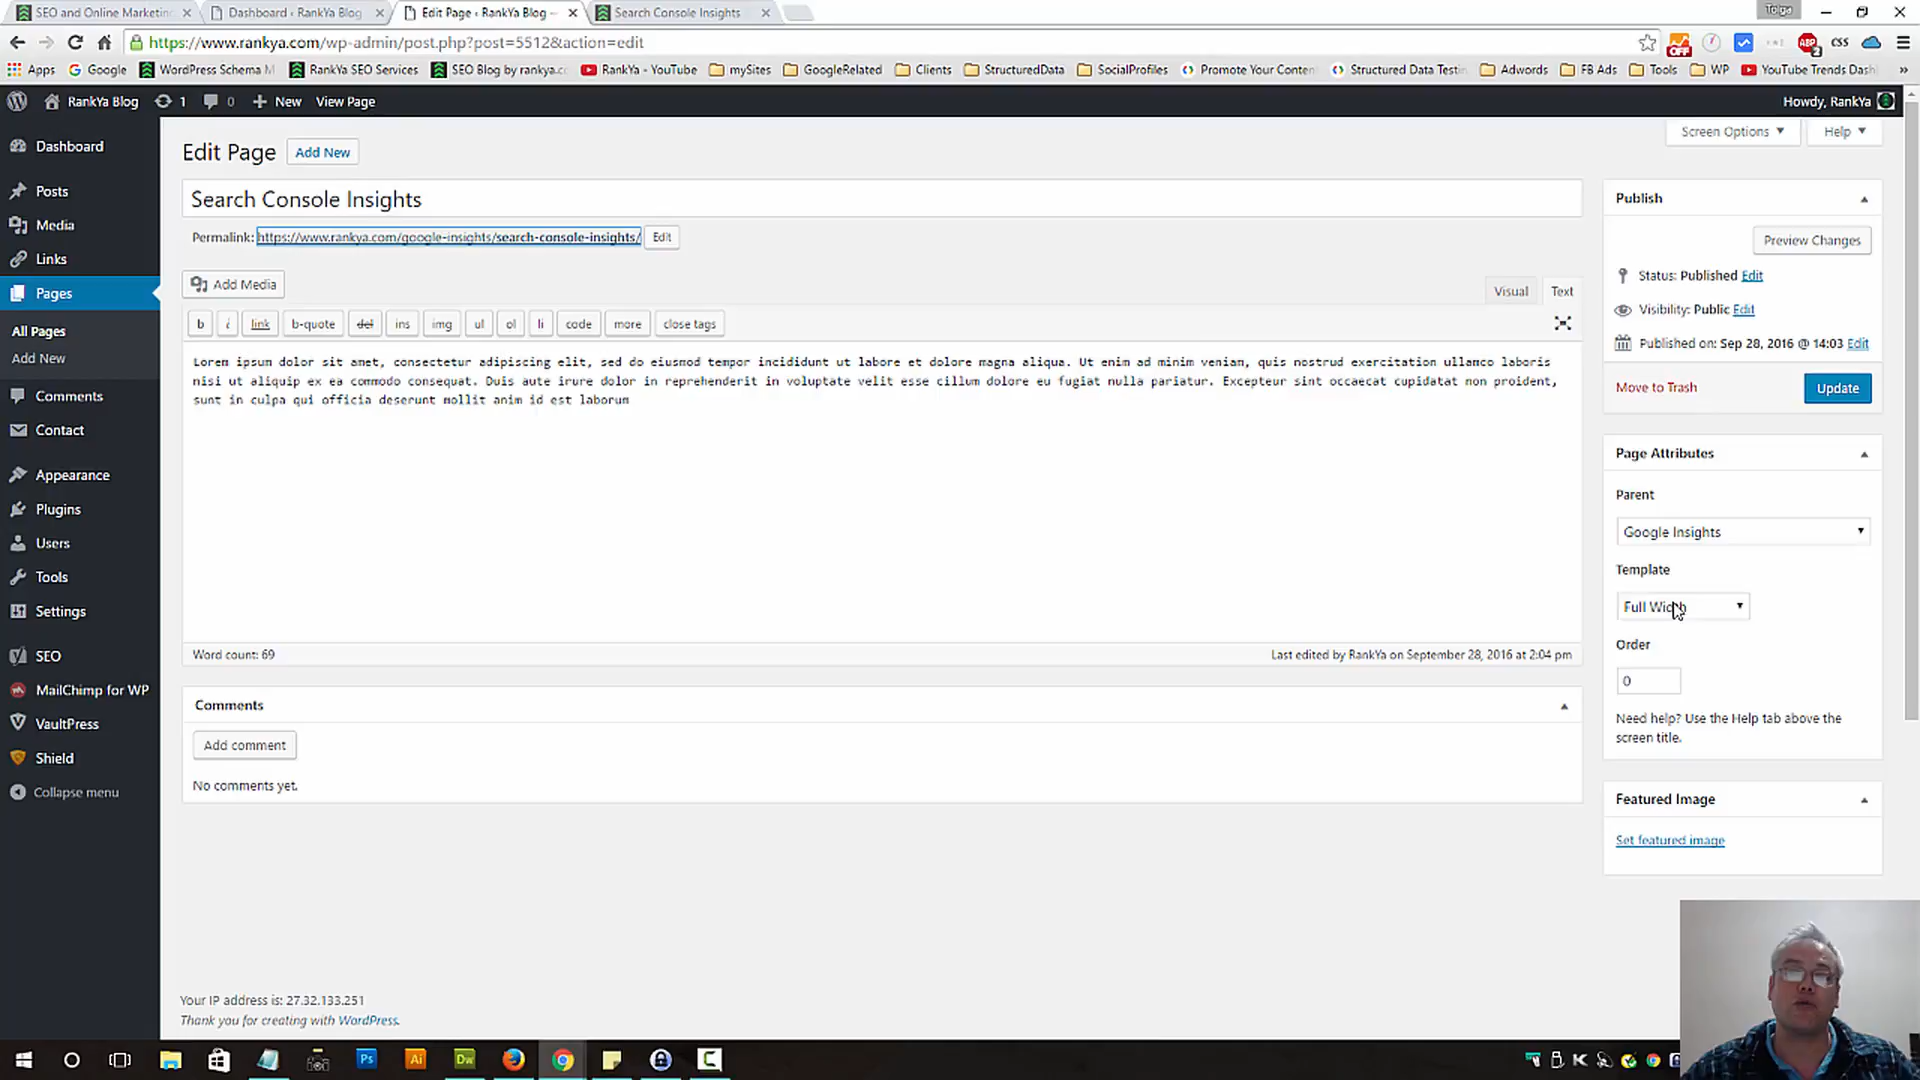 SEO and Online Marketin
Dashboard ‹ RankYa Blog
Edit Page ‹ RankYa Blog –
Search Console Insights
Tolga
https://www.rankya.com/wp-admin/post.php?post=5512&action=edit
OFF
ABP
2
CSS
Apps
Google
WordPress Schema M
RankYa SEO Services
SEO Blog by rankya.co
RankYa - YouTube
mySites
GoogleRelated
Clients
StructuredData
SocialProfiles
Promote Your Conten
Structured Data Testin
Adwords
FB Ads
Tools
WP
YouTube Trends Dash
»
RankYa Blog
1
0
New
View Page
Howdy, RankYa
Dashboard
Posts
Media
Links
Pages
All Pages
Add New
Comments
Contact
Appearance
Plugins
Users
Tools
Settings
SEO
MailChimp for WP
VaultPress
Shield
Collapse menu
Screen Options
Help
Edit Page
Add New
Search Console Insights
Permalink: https://www.rankya.com/google-insights/search-console-insights/
Edit
Add Media
Visual
Text
b
i
link
b-quote
del
ins
img
ul
ol
li
code
more
close tags
Lorem ipsum dolor sit amet, consectetur adipiscing elit, sed do eiusmod tempor incididunt ut labore et dolore magna aliqua. Ut enim ad minim veniam, quis nostrud exercitation ullamco laboris
nisi ut aliquip ex ea commodo consequat. Duis aute irure dolor in reprehenderit in voluptate velit esse cillum dolore eu fugiat nulla pariatur. Excepteur sint occaecat cupidatat non proident,
sunt in culpa qui officia deserunt mollit anim id est laborum
Word count: 69
Last edited by RankYa on September 28, 2016 at 2:04 pm
Comments
Add comment
No comments yet.
Publish
Preview Changes
Status: Published Edit
Visibility: Public Edit
Published on: Sep 28, 2016 @ 14:03 Edit
Move to Trash
Update
Page Attributes
Parent
Google Insights
Template
Full Width
Order
0
Need help? Use the Help tab above the
screen title.
Featured Image
Set featured image
Your IP address is: 27.32.133.251
Thank you for creating with WordPress.
Ps
Ai
Dw